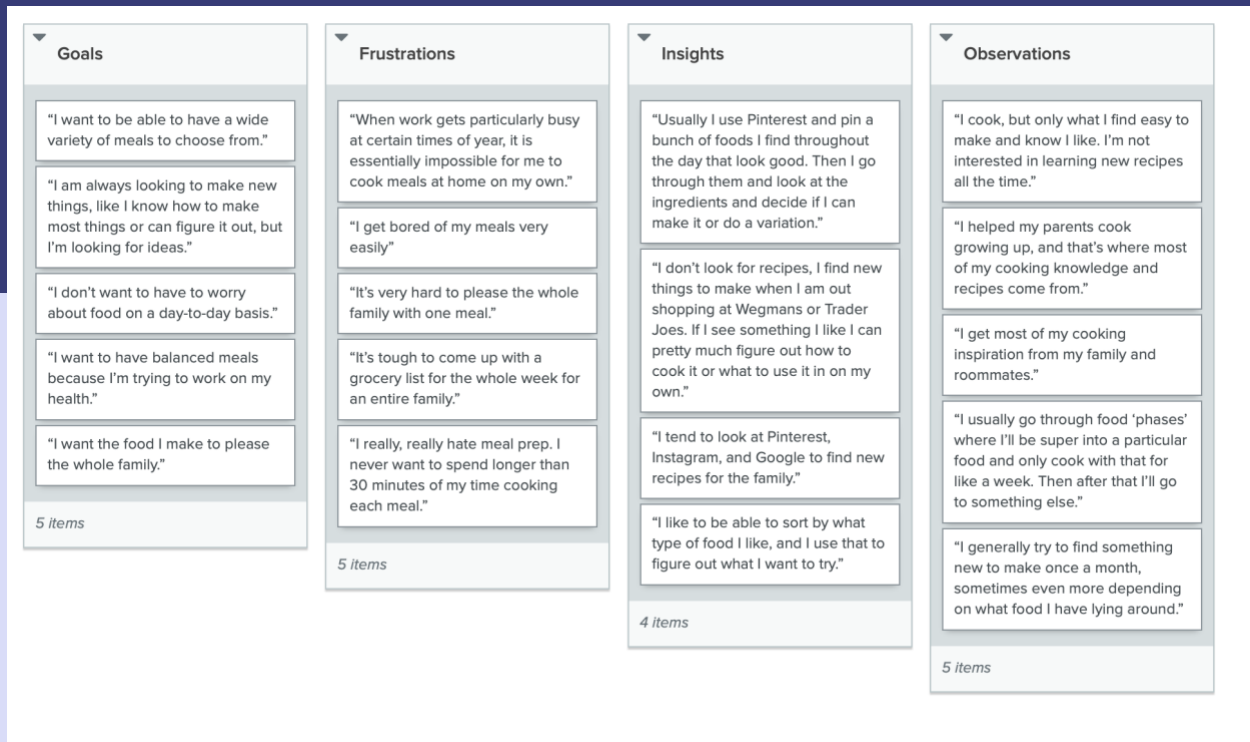 Goals
“I want to be able to have a wide
variety of meals to choose from.”
“I am always looking to make new
things, like I know how to make
most things or can figure it out, but
I’m looking for ideas.”
“I don’t want to have to worry
about food on a day-to-day basis.”
“I want to have balanced meals
because I’m trying to work on my
health.”
“I want the food I make to please
the whole family.”
5 items
Frustrations
“When work gets particularly busy
at certain times of year, it is
essentially impossible for me to
cook meals at home on my own.”
“I get bored of my meals very
easily”
“It’s very hard to please the whole
family with one meal.”
“It’s tough to come up with a
grocery list for the whole week for
an entire family.”
“I really, really hate meal prep. I
never want to spend longer than
30 minutes of my time cooking
each meal.”
5 items
Insights
“Usually I use Pinterest and pin a
bunch of foods I find throughout
the day that look good. Then I go
through them and look at the
ingredients and decide if I can
make it or do a variation.”
“I don’t look for recipes, I find new
things to make when I am out
shopping at Wegmans or Trader
Joes. If I see something I like I can
pretty much figure out how to
cook it or what to use it in on my
own.”
“I tend to look at Pinterest,
Instagram, and Google to find new
recipes for the family.”
“I like to be able to sort by what
type of food I like, and I use that to
figure out what I want to try.”
4 items
Observations
“I cook, but only what I find easy to
make and know I like. I’m not
interested in learning new recipes
all the time.”
“I helped my parents cook
growing up, and that’s where most
of my cooking knowledge and
recipes come from.”
“I get most of my cooking
inspiration from my family and
roommates.”
“I usually go through food ‘phases’
where I’ll be super into a particular
food and only cook with that for
like a week. Then after that I’ll go
to something else.”
“I generally try to find something
new to make once a month,
sometimes even more depending
on what food I have lying around.”
5 items